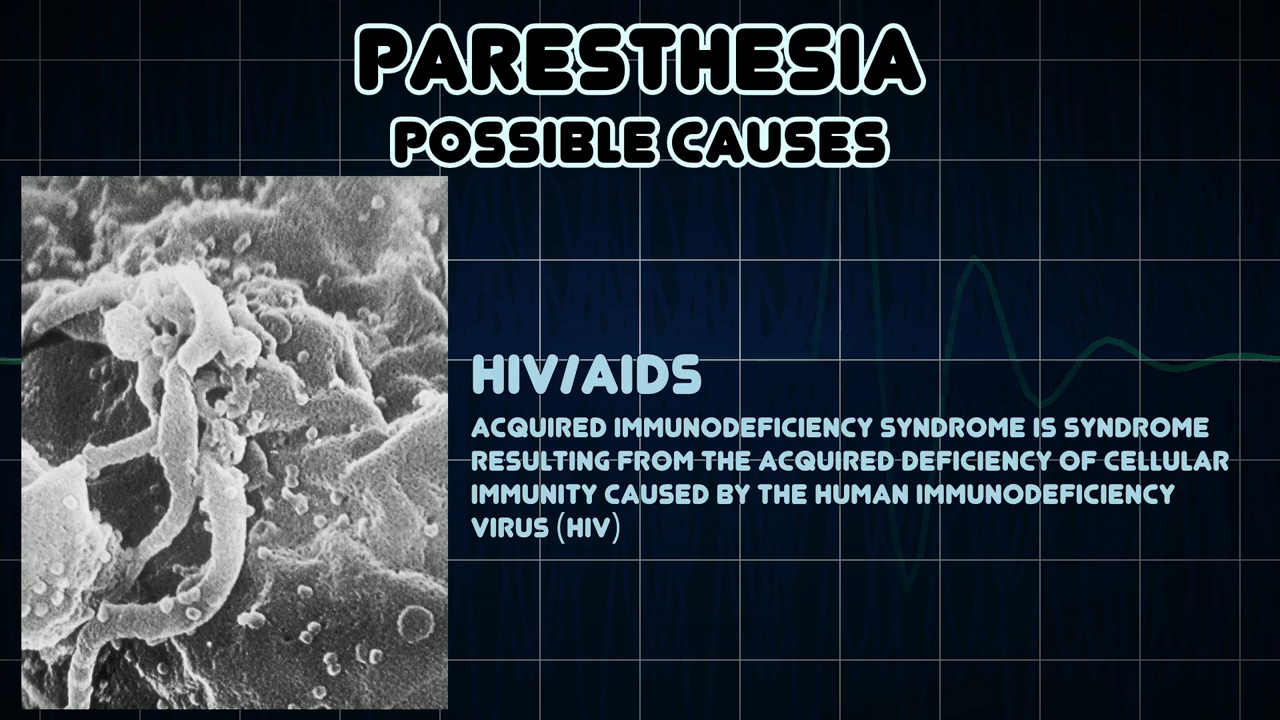 PARESTHESIA
POSSIBLE CAUSES
HIV/AIDS
ACQUIRED IMMUNODEFICIENCY SYNDROME IS SYNDROME
RESULTING FROM THE ACQUIRED DEFICIENCY OF CELLULAR
IMMUNITY CAUSED BY THE HUMAN IMMUNODEFICIENCY
VIRUS (HIV)